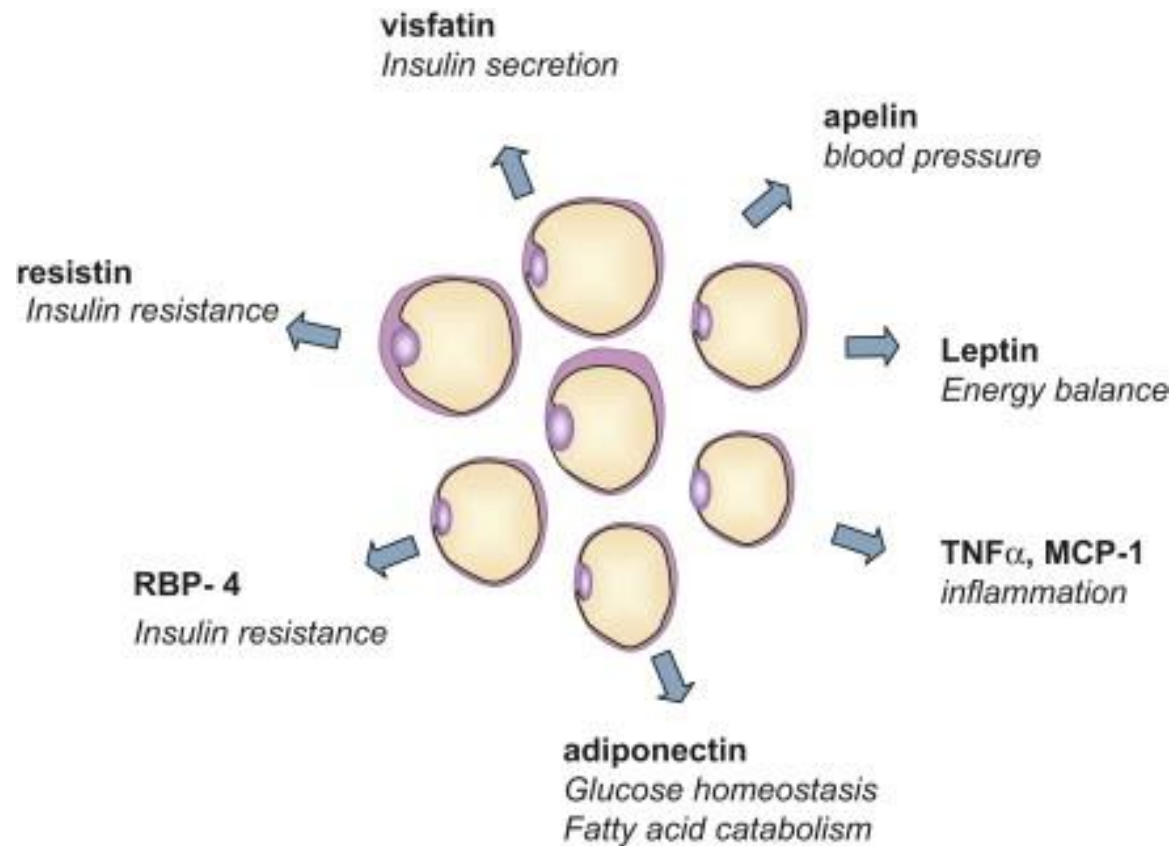 visfatin
Insulin secretion
apelin
blood pressure
resistin
Insulin resistance
Leptin
Energy balance
TNFα, MCP-1
inflammation
RBP- 4
Insulin resistance
adiponectin
Glucose homeostasis
Fatty acid catabolism